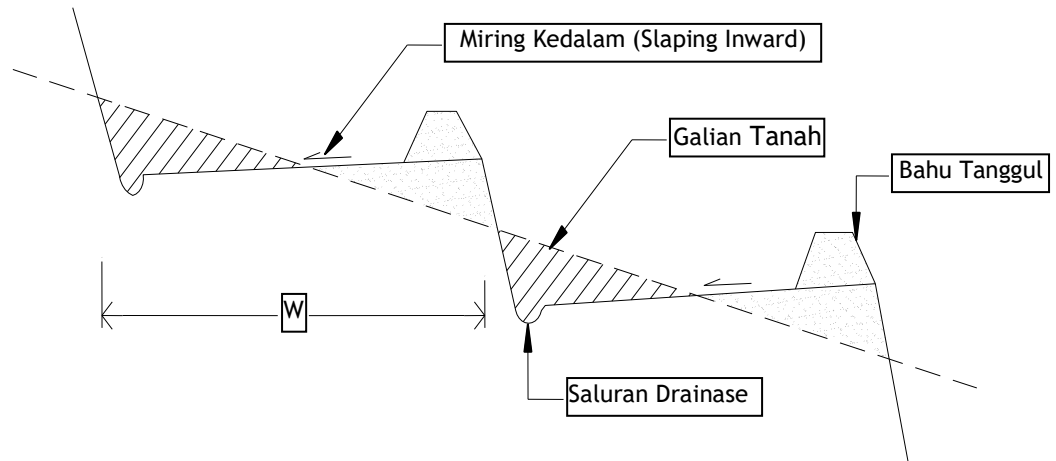 Miring Kedalam (Slaping Inward)
Galian Tanah
Bahu Tanggul
W
Saluran Drainase